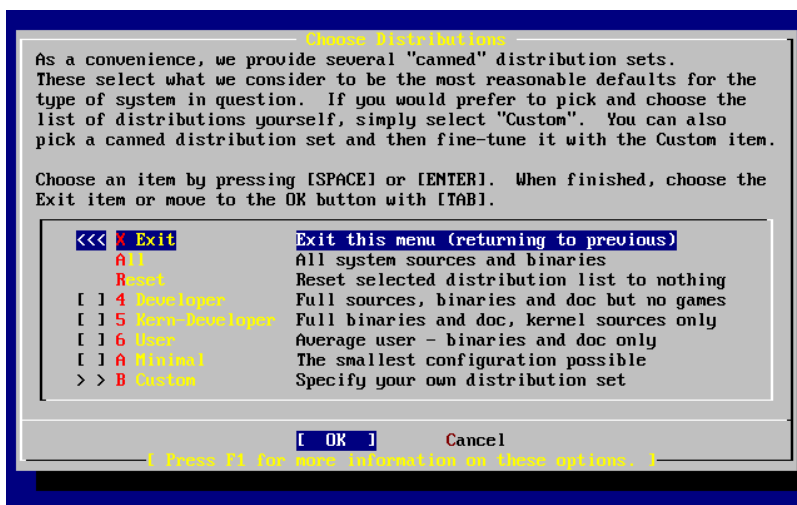 Choose Distributions
As a convenience, we provide several "canned" distribution sets.
These select what we consider to be the most reasonable defaults for the
type of system in question.  If you would prefer to pick and choose the
list of distributions yourself, simply select "Custom".  You can also
pick a canned distribution set and then fine-tune it with the Custom item.
Choose an item by pressing [SPACE] or [ENTER].  When finished, choose the
Exit item or move to the OK button with [TAB].
<<< X Exit Exit this menu (returning to previous)
All All system sources and binaries
Reset Reset selected distribution list to nothing
[ ] 4 Developer Full sources, binaries and doc but no games
[ ] 5 Kern-Developer Full binaries and doc, kernel sources only
[ ] 6 User Average user - binaries and doc only
[ ] A Minimal The smallest configuration possible
> > B Custom Specify your own distribution set
[ OK ] Cancel
[ Press F1 for more information on these options. ]